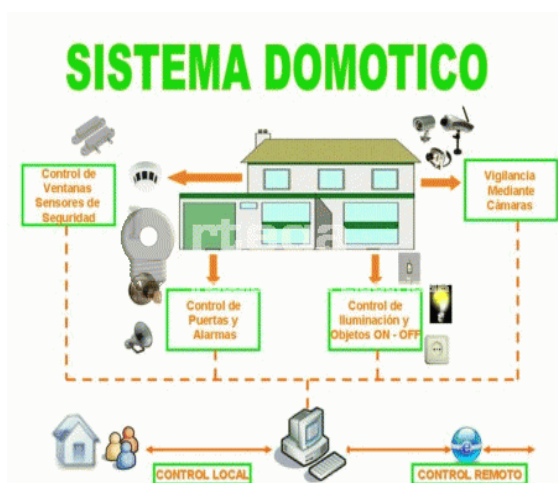 SISTEMA DOMOTICO
Control de
Ventanas
Sensores de
Seguridad
Vigilancia
Mediante
Cámaras
Control de
Puertas y
Alarmas
Control de
Iluminación y
Objetos ON - OFF
CONTROL LOCAL
CONTROL REMOTO